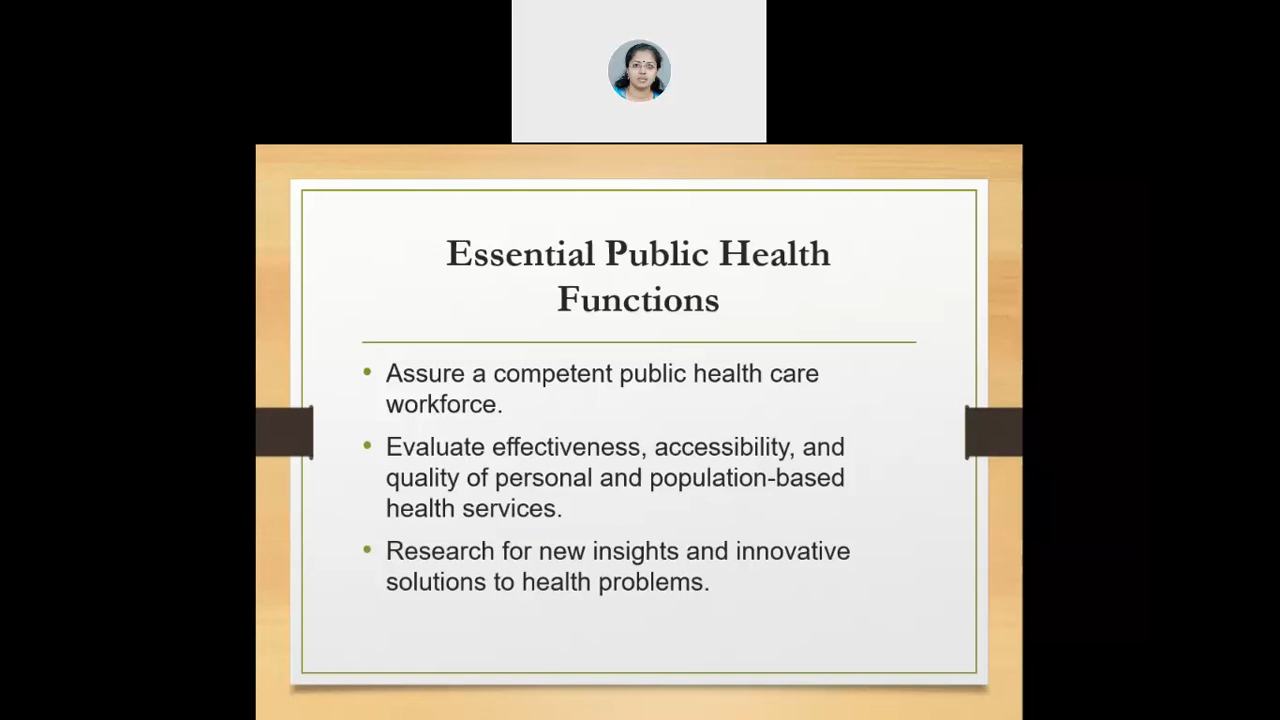 Essential Public Health
Functions
• Assure a competent public health care
workforce.
• Evaluate effectiveness, accessibility, and
quality of personal and population-based
health services.
• Research for new insights and innovative
solutions to health problems.